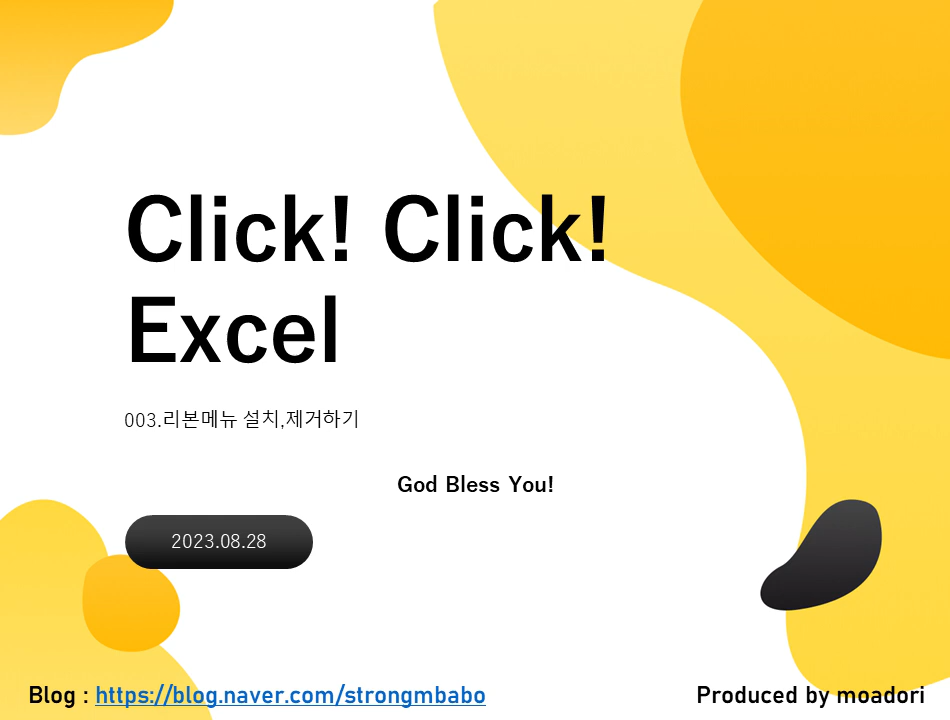 Click! Click!
Excel
003.리본메뉴 설치,제거하기
God Bless You!
2023.08.28
Blog : https://blog.naver.com/strongmbabo
Produced by moadori